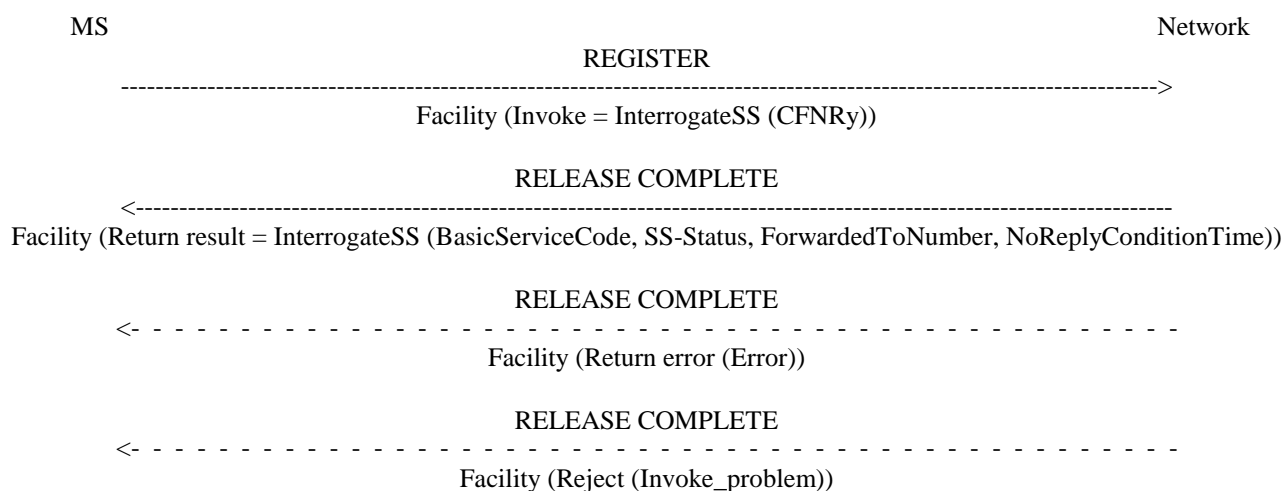 MS Network
REGISTER
------------------------------------------------------------------------------------------------------------------------>
Facility (Invoke = InterrogateSS (CFNRy))
RELEASE COMPLETE
<------------------------------------------------------------------------------------------------------------------------
Facility (Return result = InterrogateSS (BasicServiceCode, SS-Status, ForwardedToNumber, NoReplyConditionTime))
RELEASE COMPLETE
<- - - - - - - - - - - - - - - - - - - - - - - - - - - - - - - - - - - - - - - -
Facility (Return error (Error))
RELEASE COMPLETE
<- - - - - - - - - - - - - - - - - - - - - - - - - - - - - - - - - - - - - - - -
Facility (Reject (Invoke_problem))